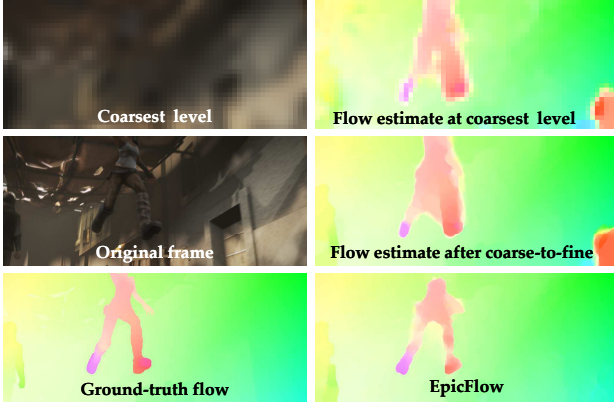 Coarsest level
Flow estimate at coarsest level
Original frame
Flow estimate after coarse-to-fine
Ground-truth flow
EpicFlow